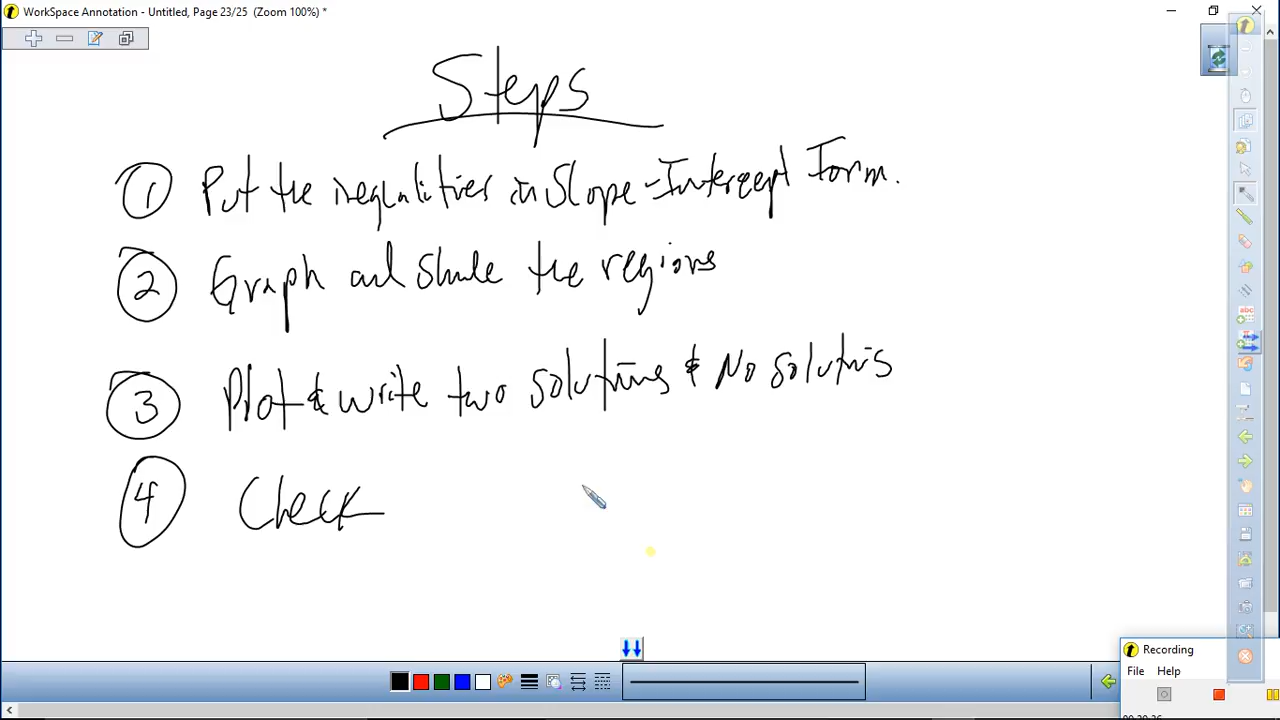 WorkSpace Annotation - Untitled, Page 23/25 (Zoom 100%) *
Steps
1 Put the inequalities in Slope-Intercept Form.
2 Graph and Shade the regions
3 Plot & write two solutions & No solutions
4 Check
abc
Recording
File Help